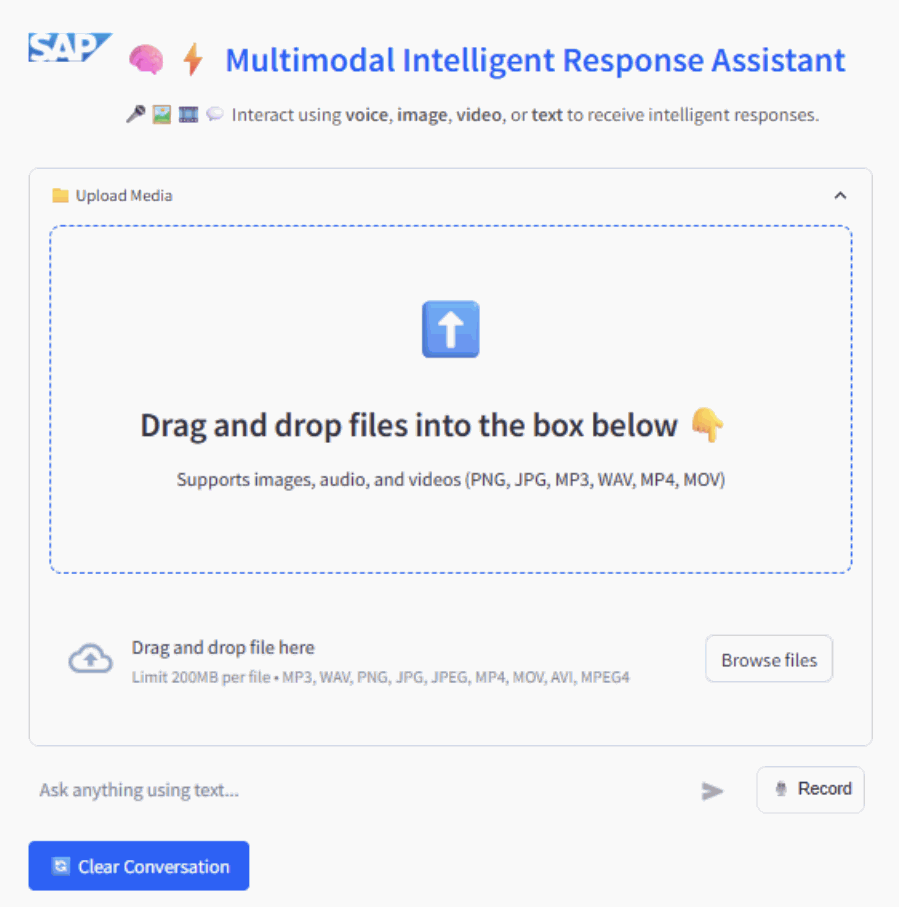 SAP
Multimodal Intelligent Response Assistant
Interact using voice, image, video, or text to receive intelligent responses.
Upload Media
Drag and drop files into the box below
Supports images, audio, and videos (PNG, JPG, MP3, WAV, MP4, MOV)
Drag and drop file here
Limit 200MB per file • MP3, WAV, PNG, JPG, JPEG, MP4, MOV, AVI, MPEG4
Browse files
Ask anything using text...
Record
Clear Conversation